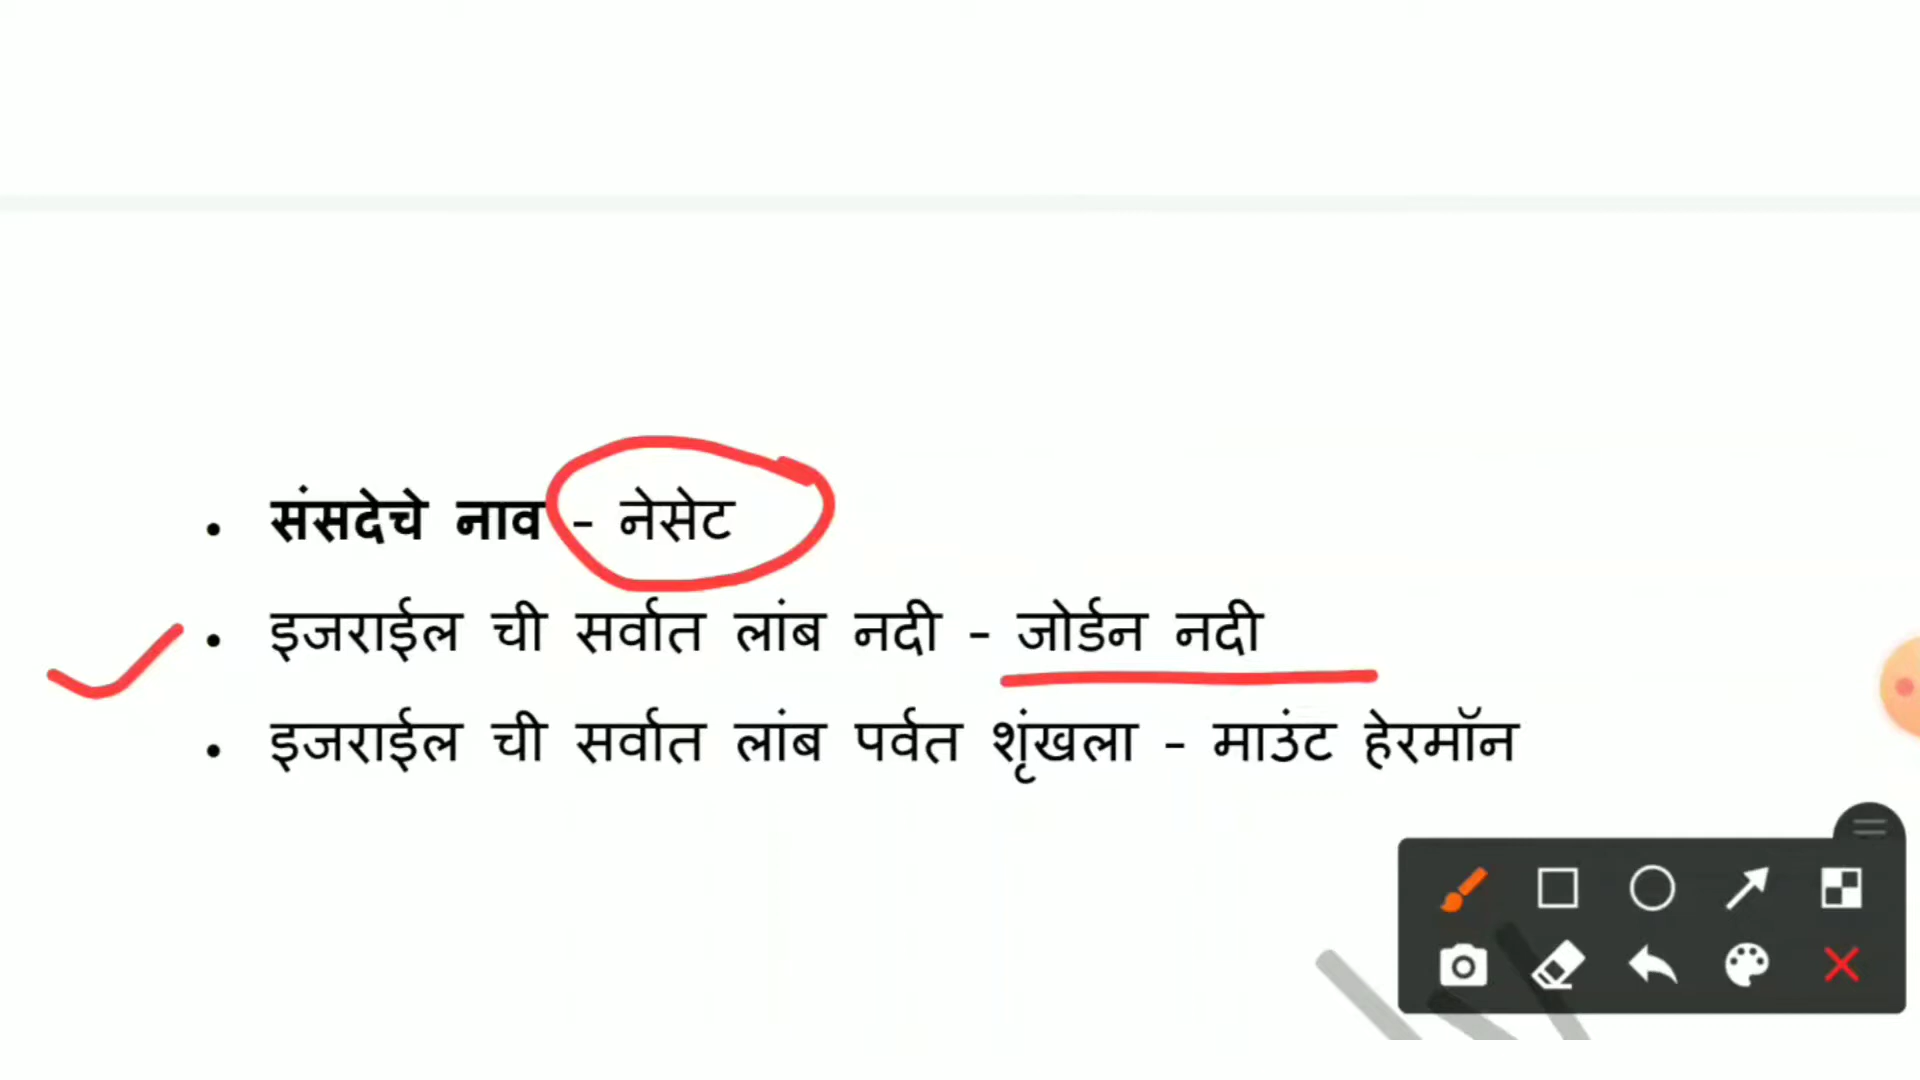 • संसदेचे नाव - नेसेट
• इजराईल ची सर्वात लांब नदी - जोर्डन नदी
• इजराईल ची सर्वात लांब पर्वत शृंखला - माउंट हेरमॉन